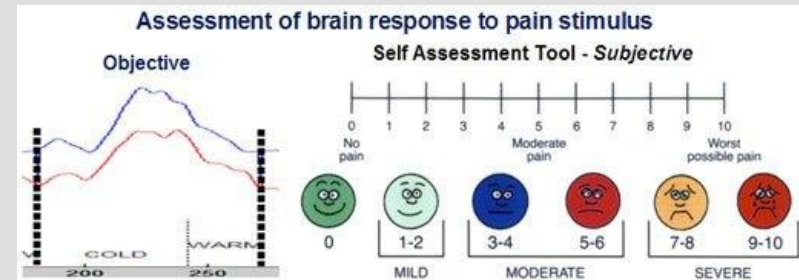 Assessment of brain response to pain stimulus
Objective
COLD
WARM
200
250
Self Assessment Tool - Subjective
0 1 2 3 4 5 6 7 8 9 10
No pain
Moderate pain
Worst possible pain
0 1-2 3-4 5-6 7-8 9-10
MILD MODERATE SEVERE